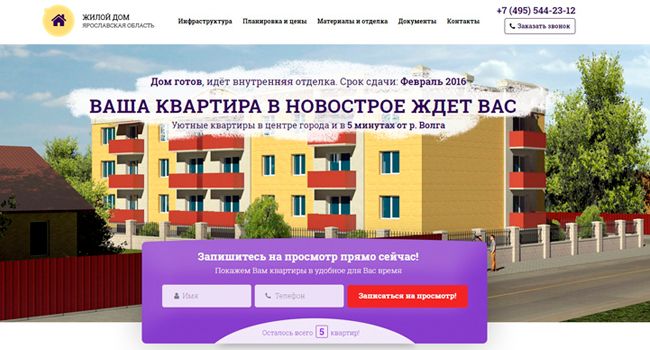 ЖИЛОЙ ДОМ
ЯРОСЛАВСКАЯ ОБЛАСТЬ
Инфраструктура Планировка и цены Материалы и отделка Документы Контакты
+7 (495) 544-23-12
Заказать звонок
Дом готов, идёт внутренняя отделка. Срок сдачи: Февраль 2016
ВАША КВАРТИРА В НОВОСТРОЕ ЖДЕТ ВАС
Уютные квартиры в центре города и в 5 минутах от р. Волга
Запишитесь на просмотр прямо сейчас!
Покажем Вам квартиры в удобное для Вас время
Имя Телефон Записаться на просмотр!
Осталось всего 5 квартир!